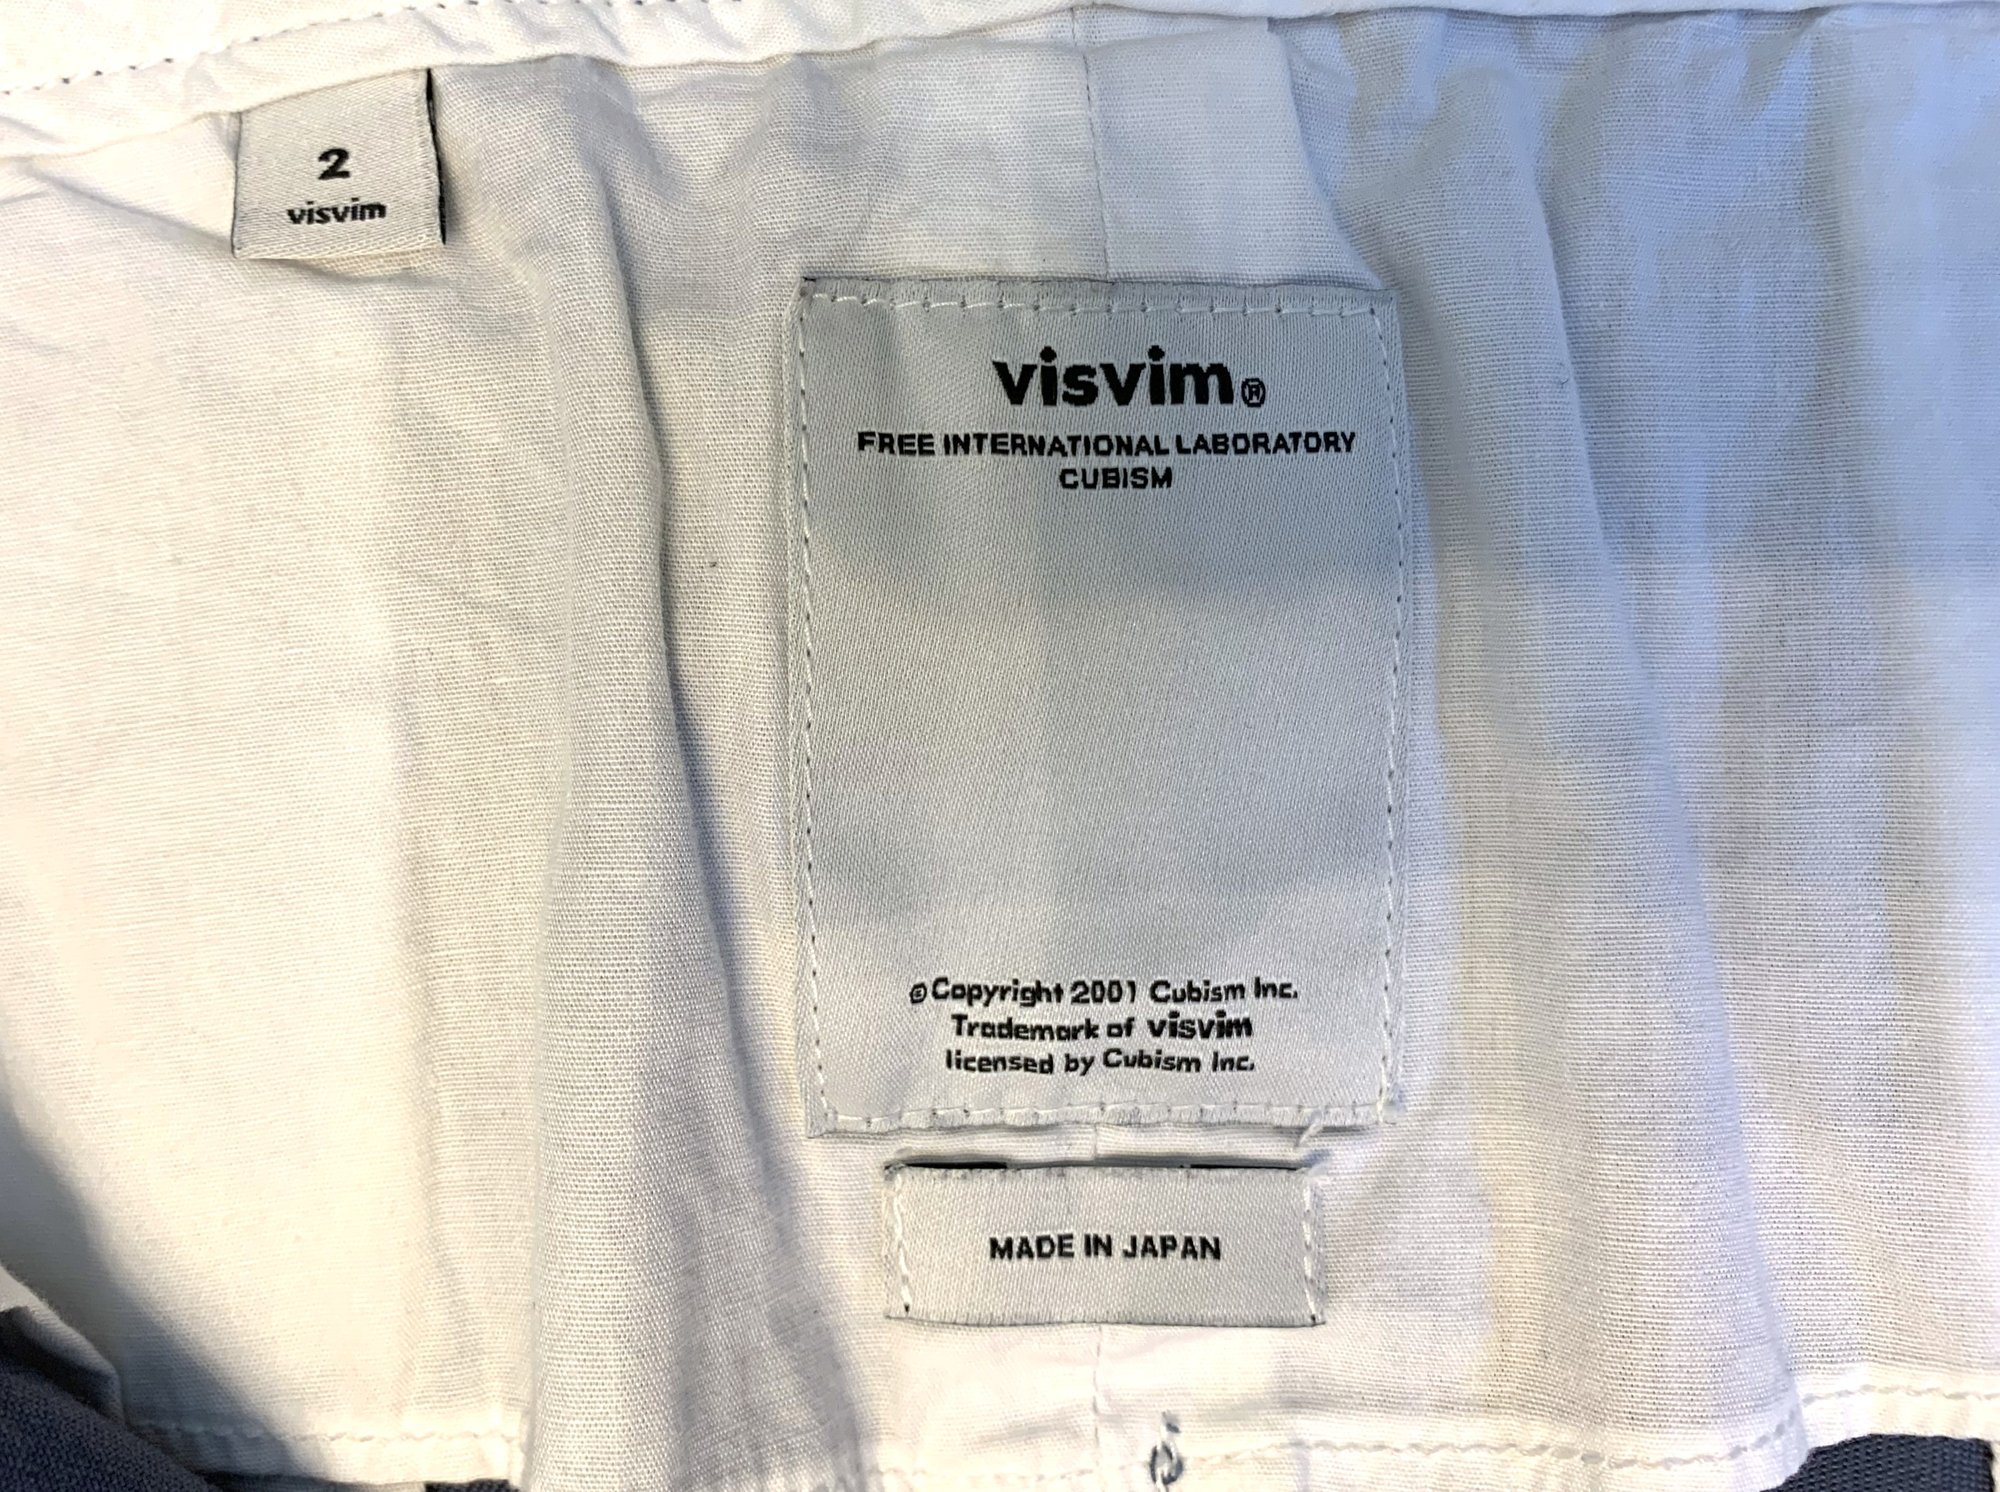 2
visvim
visvim®
FREE INTERNATIONAL LABORATORY
CUBISM
© Copyright 2001 Cubism Inc.
Trademark of visvim
licensed by Cubism Inc.
MADE IN JAPAN